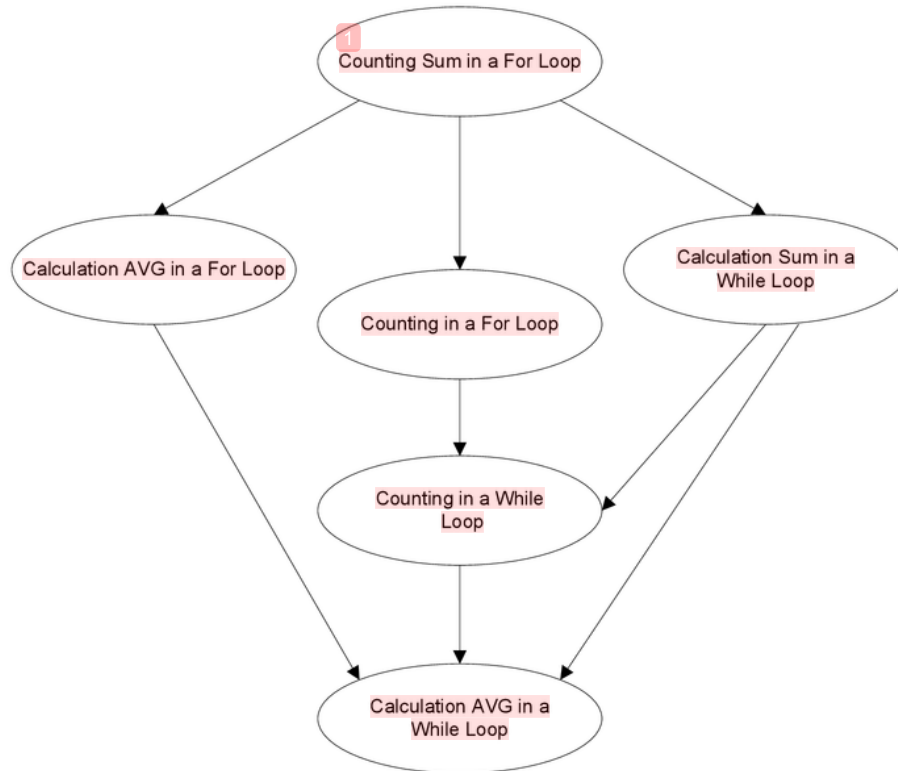 1
Counting Sum in a For Loop
Calculation AVG in a For Loop
Calculation Sum in a
While Loop
Counting in a For Loop
Counting in a While
Loop
Calculation AVG in a
While Loop